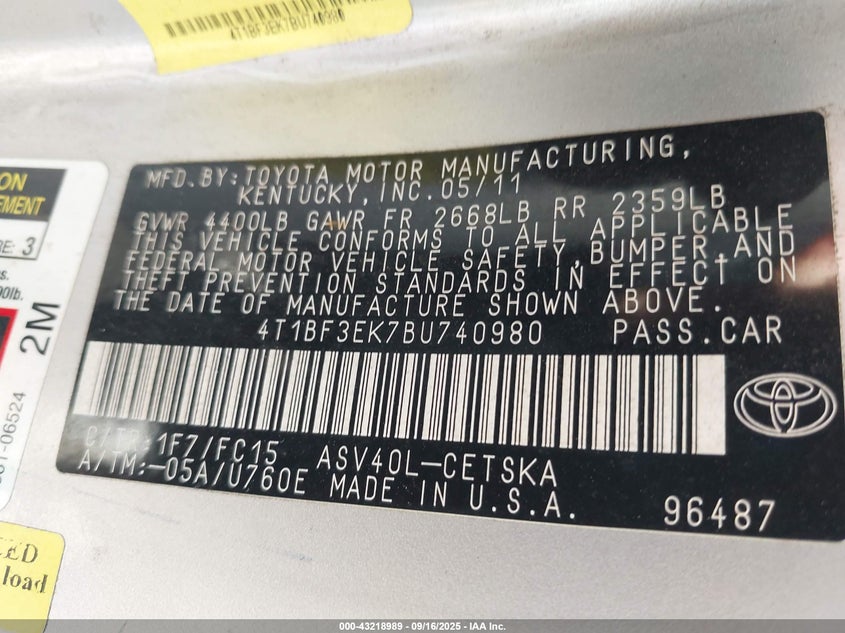 4T1BF3EK7BU740980
MFD.BY:TOYOTA MOTOR MANUFACTURING,
KENTUCKY,INC.05/11
GVWR 4400LB GAWR FR 2668LB RR 2359LB
THIS VEHICLE CONFORMS TO ALL APPLICABLE
FEDERAL MOTOR VEHICLE SAFETY,BUMPER,AND
THEFT PREVENTION STANDARDS IN EFFECT ON
THE DATE OF MANUFACTURE SHOWN ABOVE.
4T1BF3EK7BU740980 PASS.CAR
C/TR:1F7/FC15 ASV40L-CETSKA
A/TM:-05A/U760E MADE IN U.S.A.
96487
3
2M
-06524
load
000-43218989 - 09/16/2025 - IAA Inc.